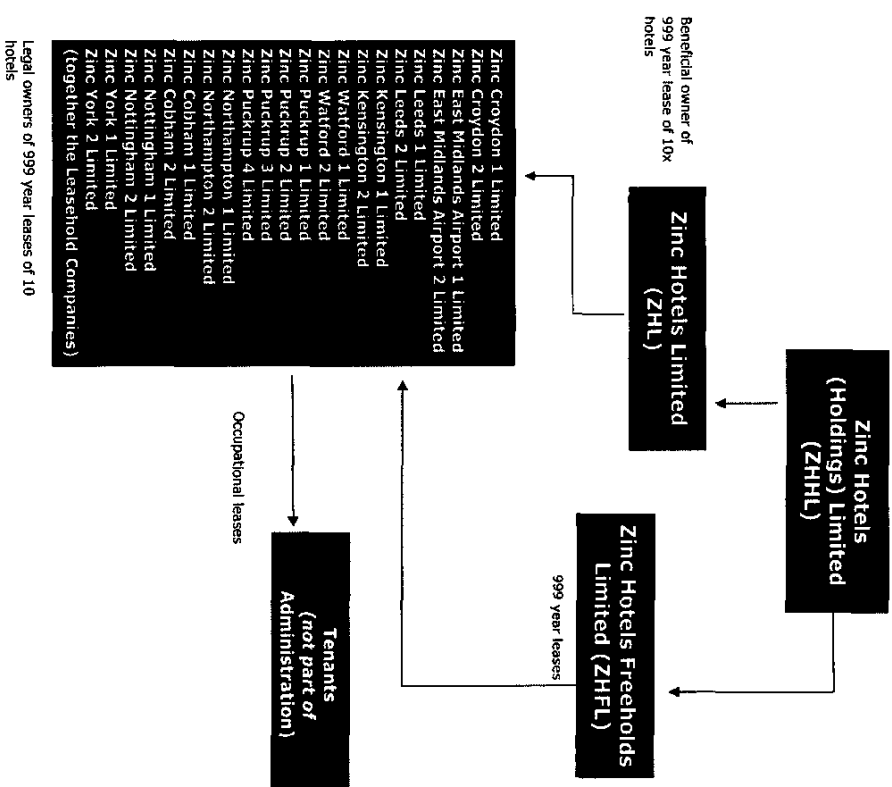 Zinc Hotels
(Holdings) Limited
(ZHHL)
Beneficial owner of
999 year lease of 10x
hotels
Zinc Hotels Limited
(ZHL)
Zinc Hotels Freeholds
Limited (ZHFL)
999 year leases
Zinc Croydon 1 Limited
Zinc Croydon 2 Limited
Zinc East Midlands Airport 1 Limited
Zinc East Midlands Airport 2 Limited
Zinc Leeds 1 Limited
Zinc Leeds 2 Limited
Zinc Kensington 1 Limited
Zinc Kensington 2 Limited
Zinc Watford 1 Limited
Zinc Watford 2 Limited
Zinc Puckrup 1 Limited
Zinc Puckrup 2 Limited
Zinc Puckrup 3 Limited
Zinc Puckrup 4 Limited
Zinc Northampton 1 Limited
Zinc Northampton 2 Limited
Zinc Cobham 1 Limited
Zinc Cobham 2 Limited
Zinc Nottingham 1 Limited
Zinc Nottingham 2 Limited
Zinc York 1 Limited
Zinc York 2 Limited
(together the Leasehold Companies)
Occupational leases
Tenants
(not part of
Administration)
Legal owners of 999 year leases of 10
hotels